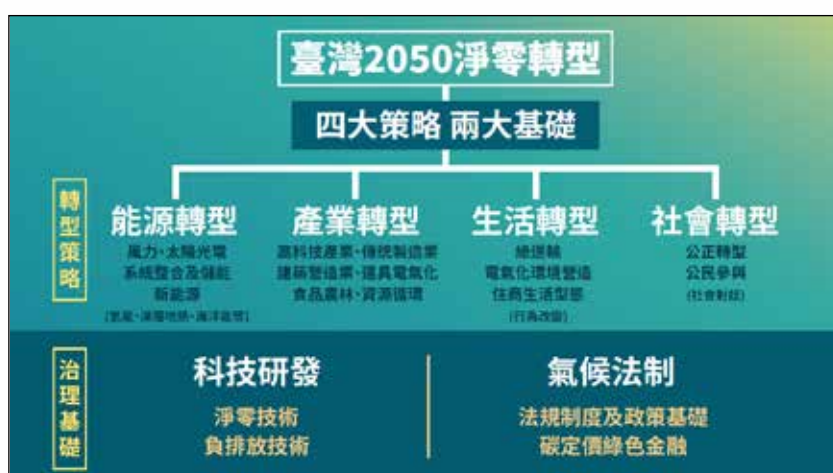 臺灣2050淨零轉型
四大策略 兩大基礎
轉型策略
能源轉型
風力、太陽光電
系統整合及儲能
新能源
(氫能、深層地熱、海洋能等)
產業轉型
高科技產業、傳統製造業
建築營造業、運具電氣化
食品農林、資源循環
生活轉型
綠運輸
電氣化環境營造
住商生活型態
(行為改變)
社會轉型
公正轉型
公民參與
(社會對話)
治理基礎
科技研發
淨零技術
負排放技術
氣候法制
法規制度及政策基礎
碳定價綠色金融